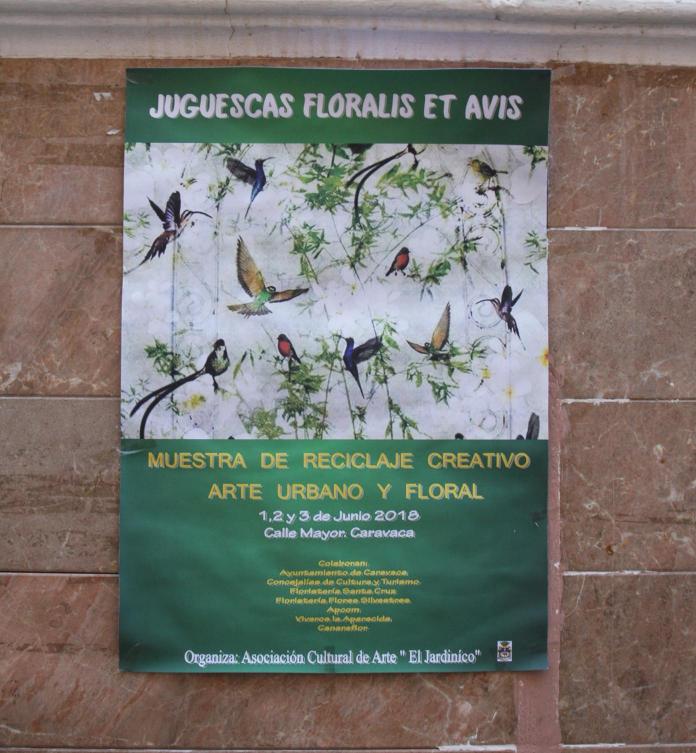 JUGUESCAS FLORALIS ET AVIS
MUESTRA DE RECICLAJE CREATIVO
ARTE URBANO Y FLORAL
1,2 y 3 de Junio 2018
Calle Mayor. Caravaca
Colaboran:
Ayuntamiento de Caravaca
Concejalías de Cultura y Turismo
Floristería Santa Cruz
Floristería Flores Silvestres
Apcom
Viveros la Aparecida
Canaraflor
Organiza: Asociación Cultural de Arte " El Jardiníco"